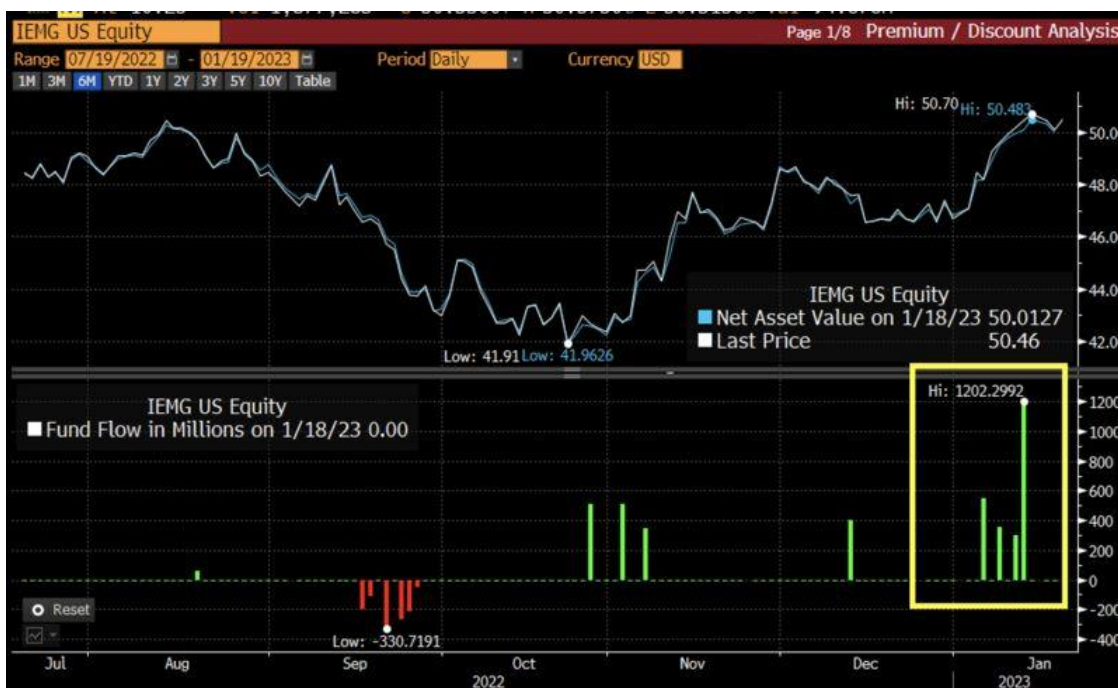 IEMG US Equity Page 1/8 Premium / Discount Analysis
Range 07/19/2022 - 01/19/2023 Period Daily Currency USD
1M 3M 6M YTD 1Y 2Y 3Y 5Y 10Y Table
Hi: 50.70 Hi: 50.483
50.0
48.0
46.0
44.0
42.0
IEMG US Equity
Net Asset Value on 1/18/23 50.0127
Last Price 50.46
Low: 41.91 Low: 41.9626
IEMG US Equity
Fund Flow in Millions on 1/18/23 0.00
Hi: 1202.2992
1200
1000
800
600
400
200
0
-200
-400
Reset
Low: -330.7191
Jul Aug Sep Oct Nov Dec Jan
2022 2023